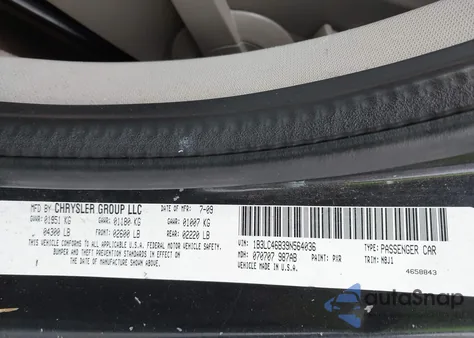 MFD BY CHRYSLER GROUP LLC DATE OF MFR: 7-09
GVWR: 01951 KG GAWR: 01180 KG GAWR: 01007 KG
04300 LB FRONT: 02600 LB REAR: 02220 LB
THIS VEHICLE CONFORMS TO ALL APPLICABLE U.S. FEDERAL MOTOR VEHICLE SAFETY
BUMPER AND THEFT PREVENTION STANDARDS IN EFFECT ON
THE DATE OF MANUFACTURE SHOWN ABOVE. MADE IN U.S.A.
VIN: 1B3LC46B39N564036 TYPE: PASSENGER CAR
MDH: 070707 987AB PAINT: PXR TRIM: MBJ1
4658843
autoSnap